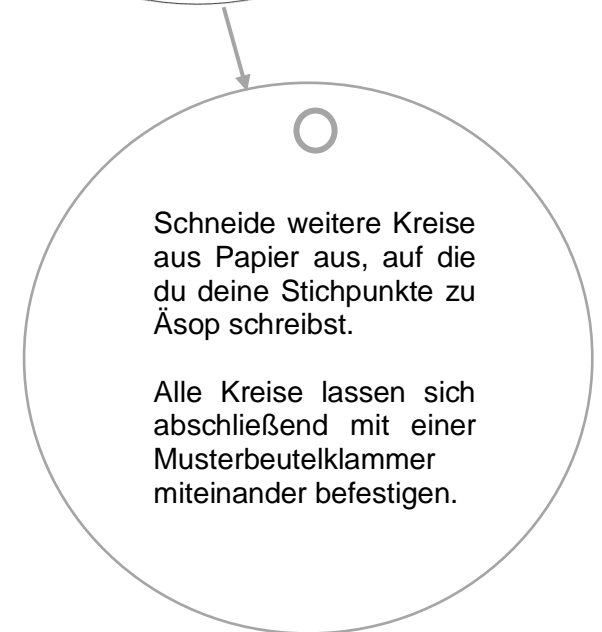 Schneide weitere Kreise
aus Papier aus, auf die
du deine Stichpunkte zu
Äsop schreibst.
Alle Kreise lassen sich
abschließend mit einer
Musterbeutelklammer
miteinander befestigen.